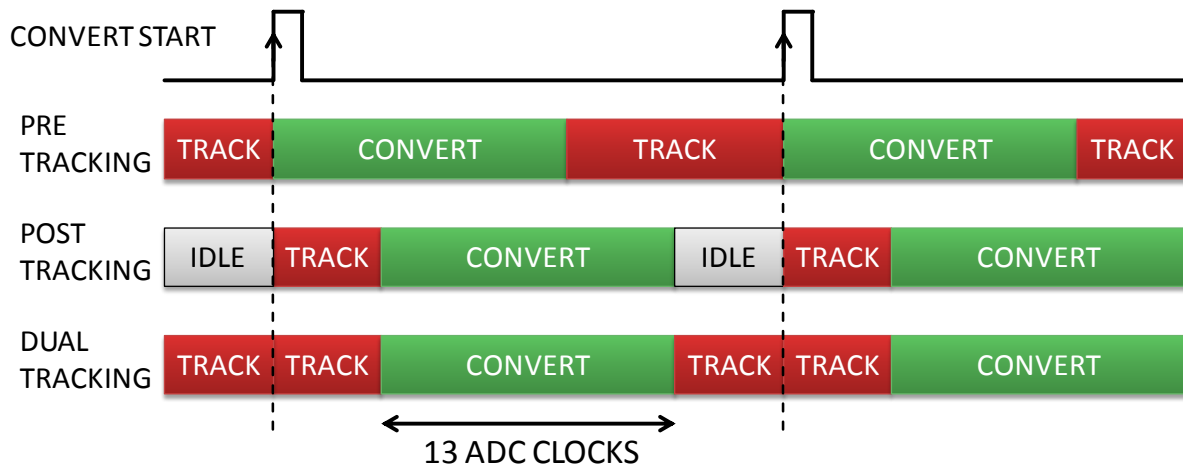 CONVERT START
PRE
TRACKING
TRACK CONVERT TRACK CONVERT TRACK
POST
TRACKING
IDLE TRACK CONVERT IDLE TRACK CONVERT
DUAL
TRACKING
TRACK TRACK CONVERT TRACK TRACK CONVERT
13 ADC CLOCKS